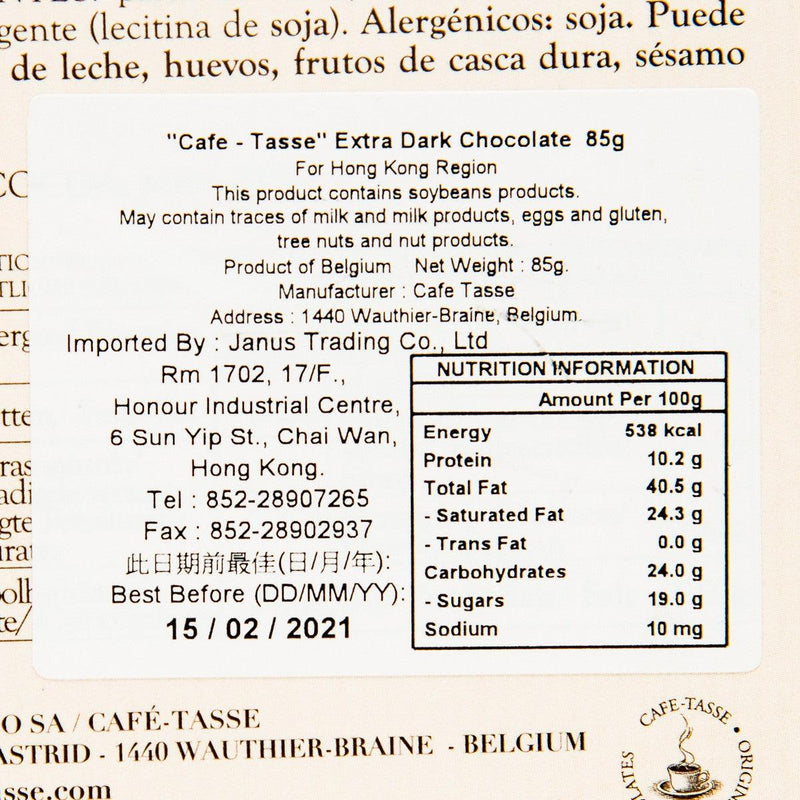 gente (lecitina de soja). Alergénicos: soja. Puede
de leche, huevos, frutos de casca dura, sésamo
"Cafe - Tasse" Extra Dark Chocolate 85g
For Hong Kong Region
This product contains soybeans products.
May contain traces of milk and milk products, eggs and gluten,
tree nuts and nut products.
Product of Belgium Net Weight : 85g.
Manufacturer : Cafe Tasse
Address : 1440 Wauthier-Braine, Belgium.
Imported By : Janus Trading Co., Ltd
Rm 1702, 17/F.,
Honour Industrial Centre,
6 Sun Yip St., Chai Wan,
Hong Kong.
Tel : 852-28907265
Fax : 852-28902937
此日期前最佳(日/月/年):
Best Before (DD/MM/YY):
15 / 02 / 2021
NUTRITION INFORMATION
Amount Per 100g
Energy 538 kcal
Protein 10.2 g
Total Fat 40.5 g
- Saturated Fat 24.3 g
- Trans Fat 0.0 g
Carbohydrates 24.0 g
- Sugars 19.0 g
Sodium 10 mg
O SA / CAFÉ-TASSE
ASTRID - 1440 WAUTHIER-BRAINE - BELGIUM
asse.com
CAFE-TASSE • ORIGIN
LATES